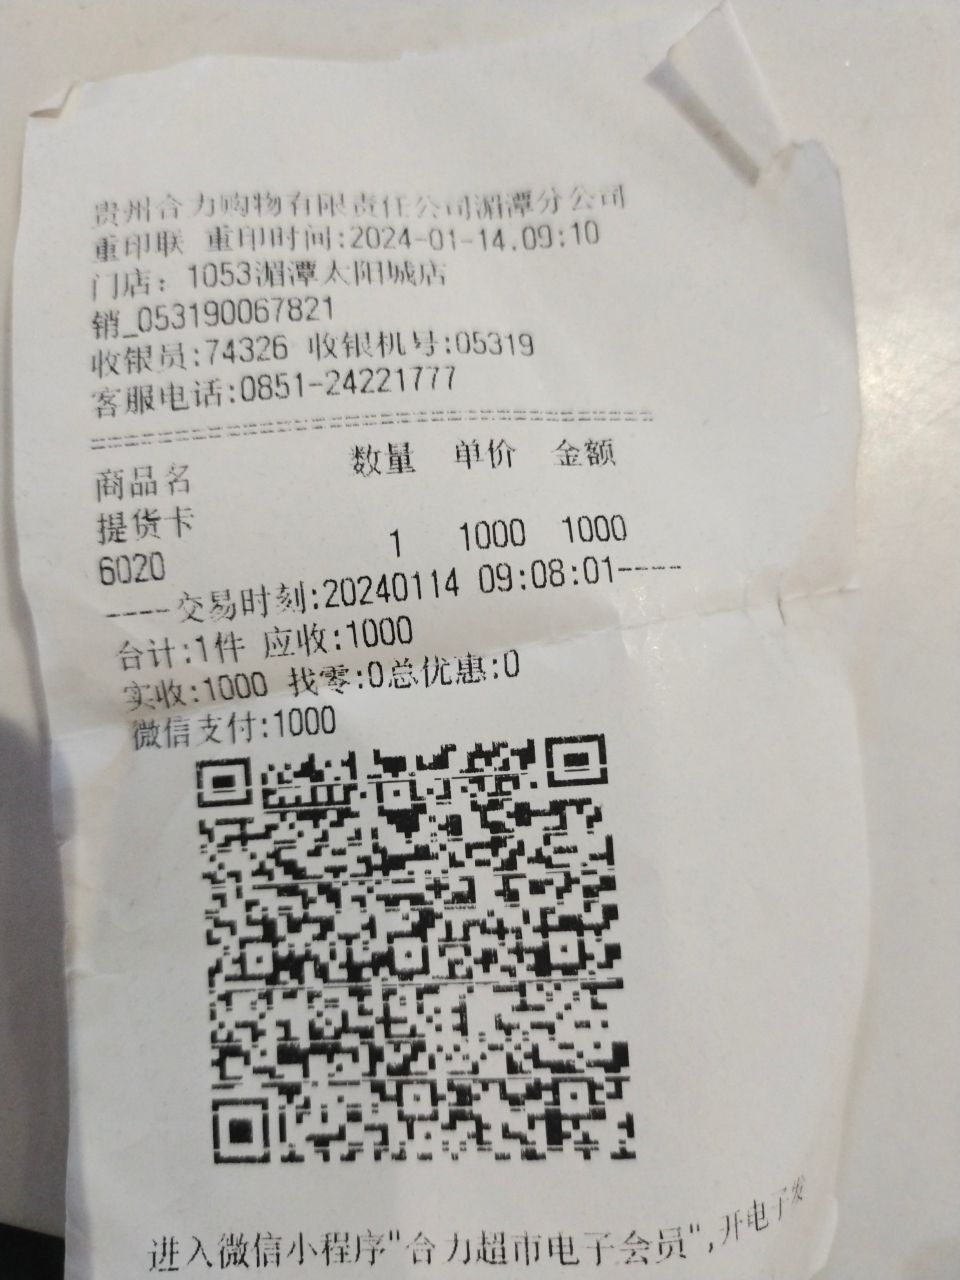 贵州合力购物有限责任公司湄潭分公司
重印联 重印时间:2024-01-14.09:10
门店：1053湄潭太阳城店
销_053190067821
收银员:74326 收银机号:05319
客服电话:0851-24221777
商品名 数量 单价 金额
提货卡
6020 1 1000 1000
----交易时刻:20240114 09:08:01----
合计:1件 应收:1000
实收:1000 找零:0总优惠:0
微信支付:1000
进入微信小程序"合力超市电子会员",开电子发